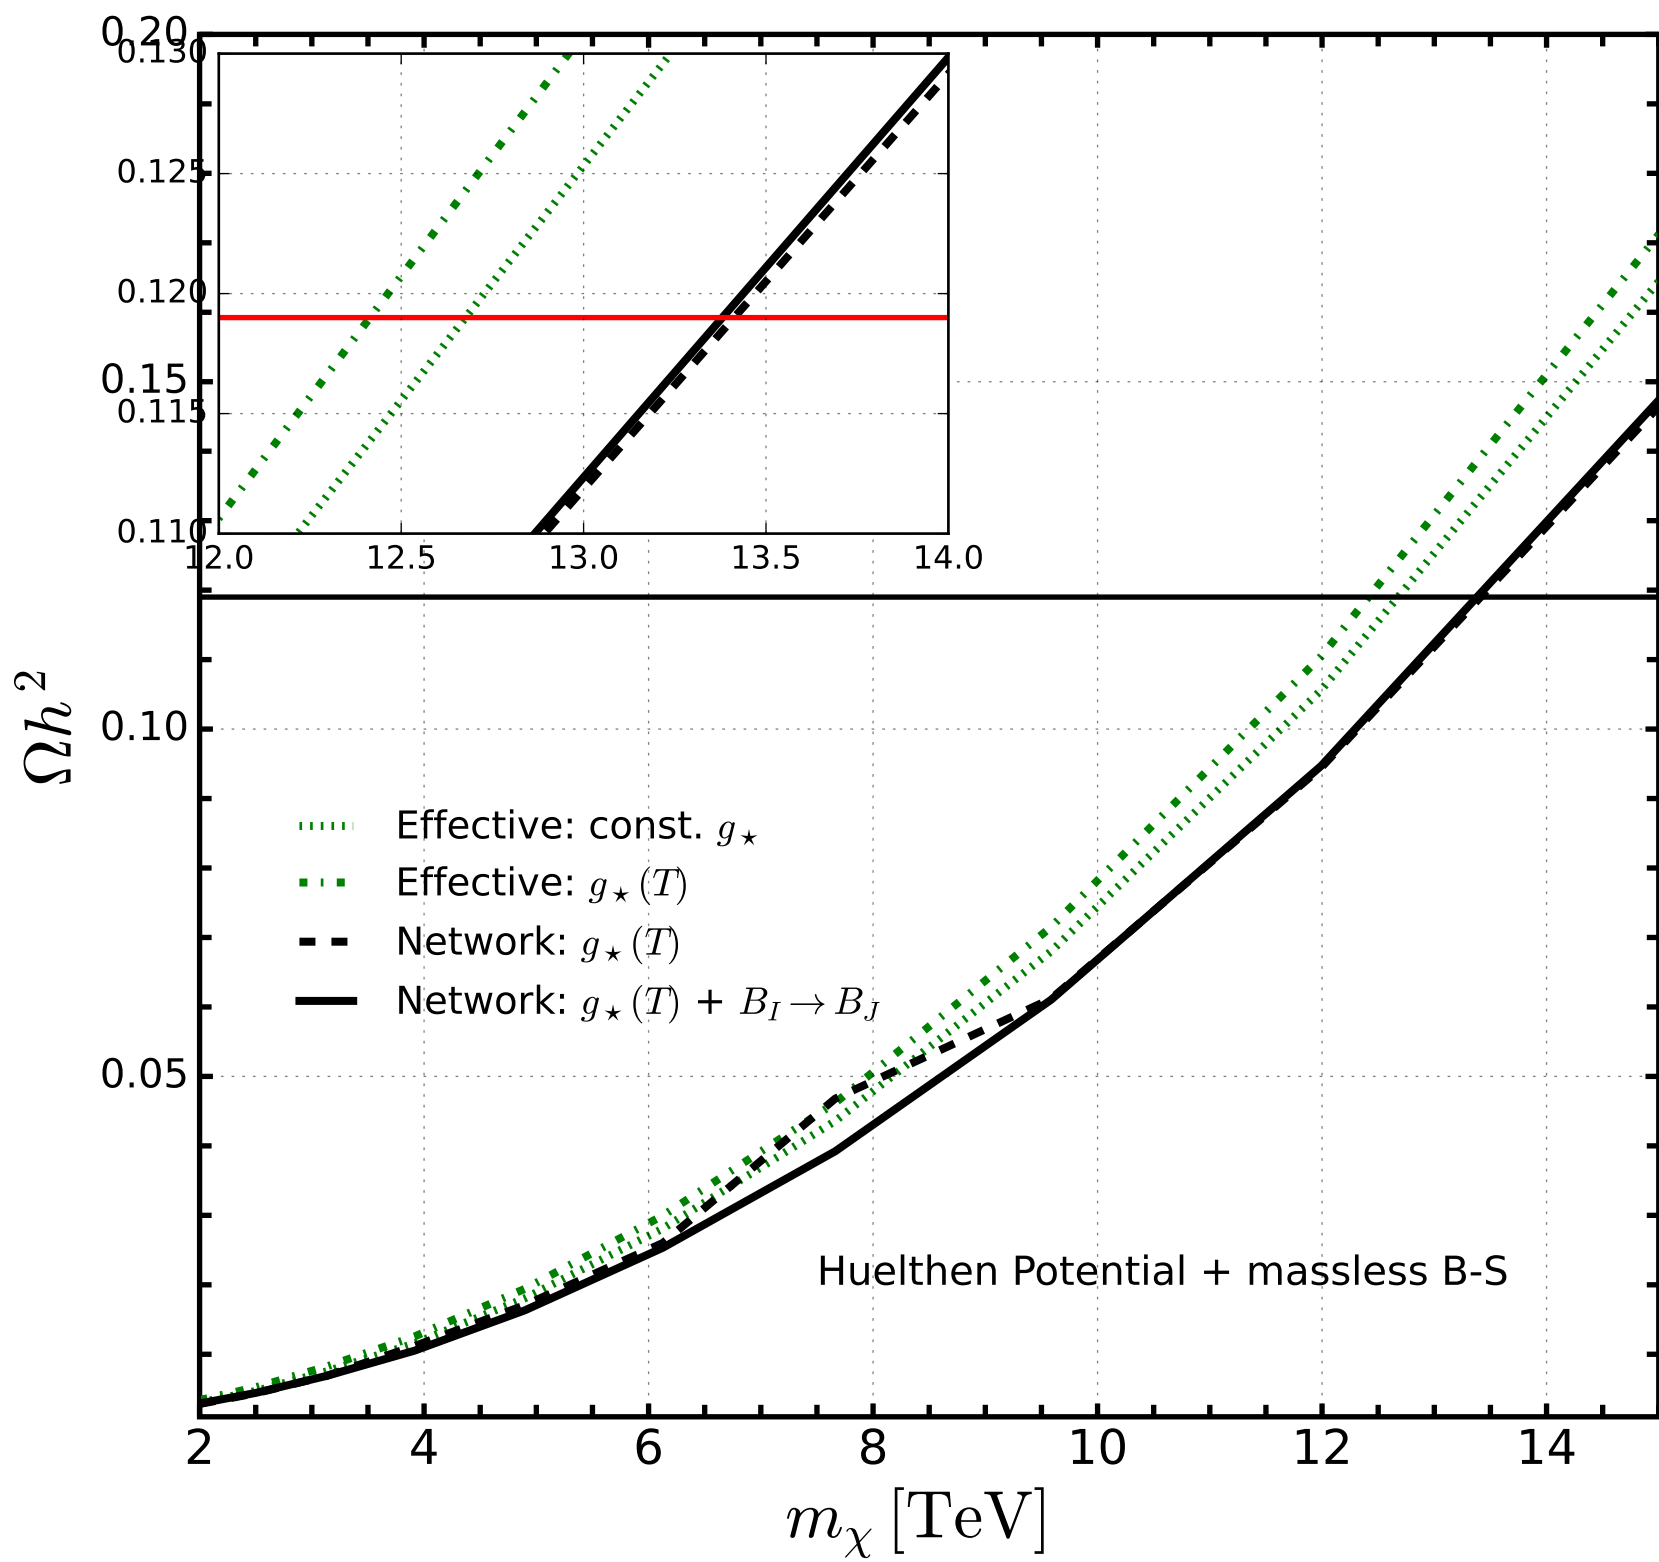 0.20
0.130
0.125
0.120
0.15
0.115
0.110
12.0 12.5 13.0 13.5 14.0
Ωh²
0.10
Effective: const. g⋆
Effective: g⋆(T)
Network: g⋆(T)
Network: g⋆(T) + B_I → B_J
0.05
Huelthen Potential + massless B-S
2 4 6 8 10 12 14
m_χ [TeV]